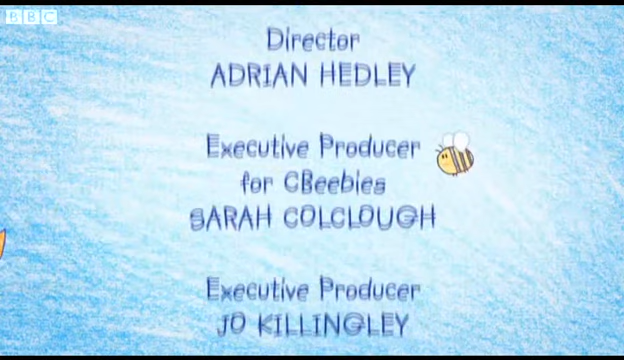 BBC
Director
ADRIAN HEDLEY
Executive Producer
for CBeebies
SARAH COLCLOUGH
Executive Producer
JO KILLINGLEY